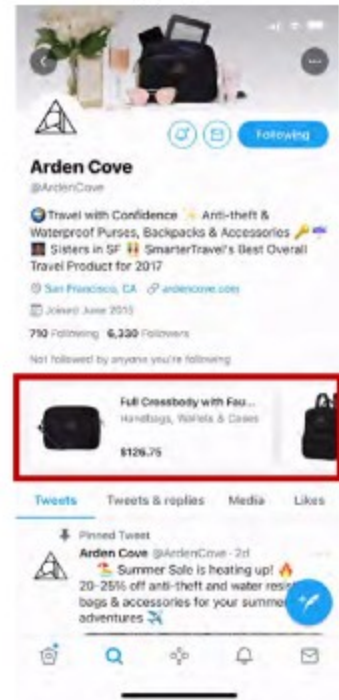 Following
Arden Cove
@ArdenCove
🌍Travel with Confidence ✨ Anti-theft &
Waterproof Purses, Backpacks & Accessories 🔑☔
🌉 Sisters in SF 👯 SmarterTravel's Best Overall
Travel Product for 2017
San Francisco, CA ardencove.com
Joined June 2015
710 Following 6,330 Followers
Not followed by anyone you're following
Full Crossbody with Fau...
Handbags, Wallets & Cases
$126.75
Tweets Tweets & replies Media Likes
Pinned Tweet
Arden Cove @ArdenCove · 2d
⛱️ Summer Sale is heating up! 🔥
20-25% off anti-theft and water resis
bags & accessories for your summe
adventures ✈️